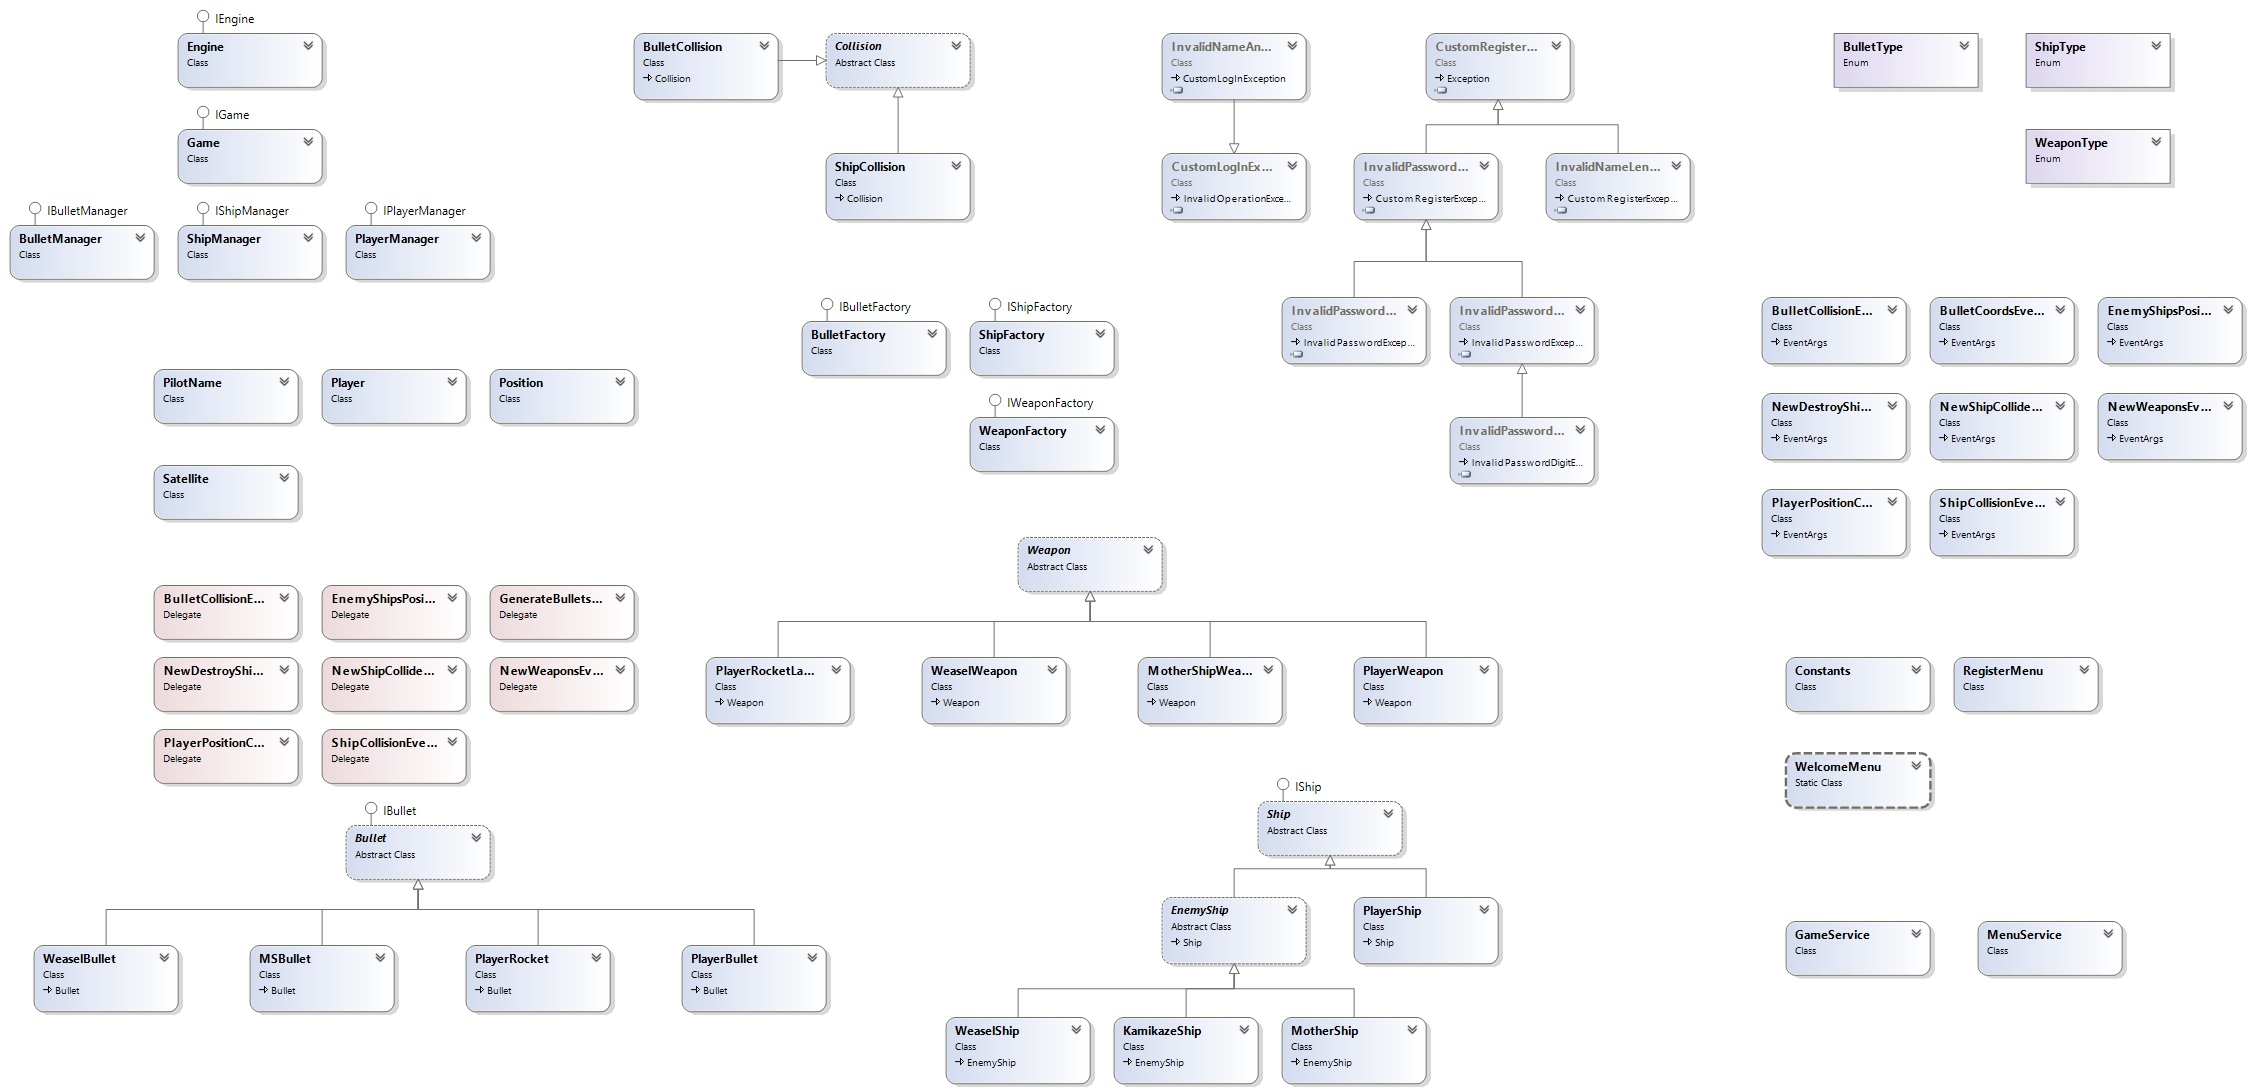 IEngine
Engine
Class
IGame
Game
Class
IBulletManager
BulletManager
Class
IShipManager
ShipManager
Class
IPlayerManager
PlayerManager
Class
PilotName
Class
Player
Class
Position
Class
Satellite
Class
BulletCollisionE...
Delegate
EnemyShipsPosi...
Delegate
GenerateBullets...
Delegate
NewDestroyShi...
Delegate
NewShipCollide...
Delegate
NewWeaponsEv...
Delegate
PlayerPositionC...
Delegate
ShipCollisionEve...
Delegate
IBullet
Bullet
Abstract Class
WeaselBullet
Class
Bullet
MSBullet
Class
Bullet
PlayerRocket
Class
Bullet
PlayerBullet
Class
Bullet
BulletCollision
Class
Collision
Collision
Abstract Class
ShipCollision
Class
Collision
IBulletFactory
BulletFactory
Class
IShipFactory
ShipFactory
Class
IWeaponFactory
WeaponFactory
Class
InvalidNameAn...
Class
CustomLogInException
CustomLogInEx...
Class
InvalidOperationExce...
CustomRegister...
Class
Exception
InvalidPassword...
Class
CustomRegisterExcep...
InvalidNameLen...
Class
CustomRegisterExcep...
InvalidPassword...
Class
InvalidPasswordExcep...
InvalidPassword...
Class
InvalidPasswordExcep...
InvalidPassword...
Class
InvalidPasswordDigitE...
Weapon
Abstract Class
PlayerRocketLa...
Class
Weapon
WeaselWeapon
Class
Weapon
MotherShipWea...
Class
Weapon
PlayerWeapon
Class
Weapon
IShip
Ship
Abstract Class
EnemyShip
Abstract Class
Ship
PlayerShip
Class
Ship
WeaselShip
Class
EnemyShip
KamikazeShip
Class
EnemyShip
MotherShip
Class
EnemyShip
BulletType
Enum
ShipType
Enum
WeaponType
Enum
BulletCollisionE...
Class
EventArgs
BulletCoordsEve...
Class
EventArgs
EnemyShipsPosi...
Class
EventArgs
NewDestroyShi...
Class
EventArgs
NewShipCollide...
Class
EventArgs
NewWeaponsEv...
Class
EventArgs
PlayerPositionC...
Class
EventArgs
ShipCollisionEve...
Class
EventArgs
Constants
Class
RegisterMenu
Class
WelcomeMenu
Static Class
GameService
Class
MenuService
Class